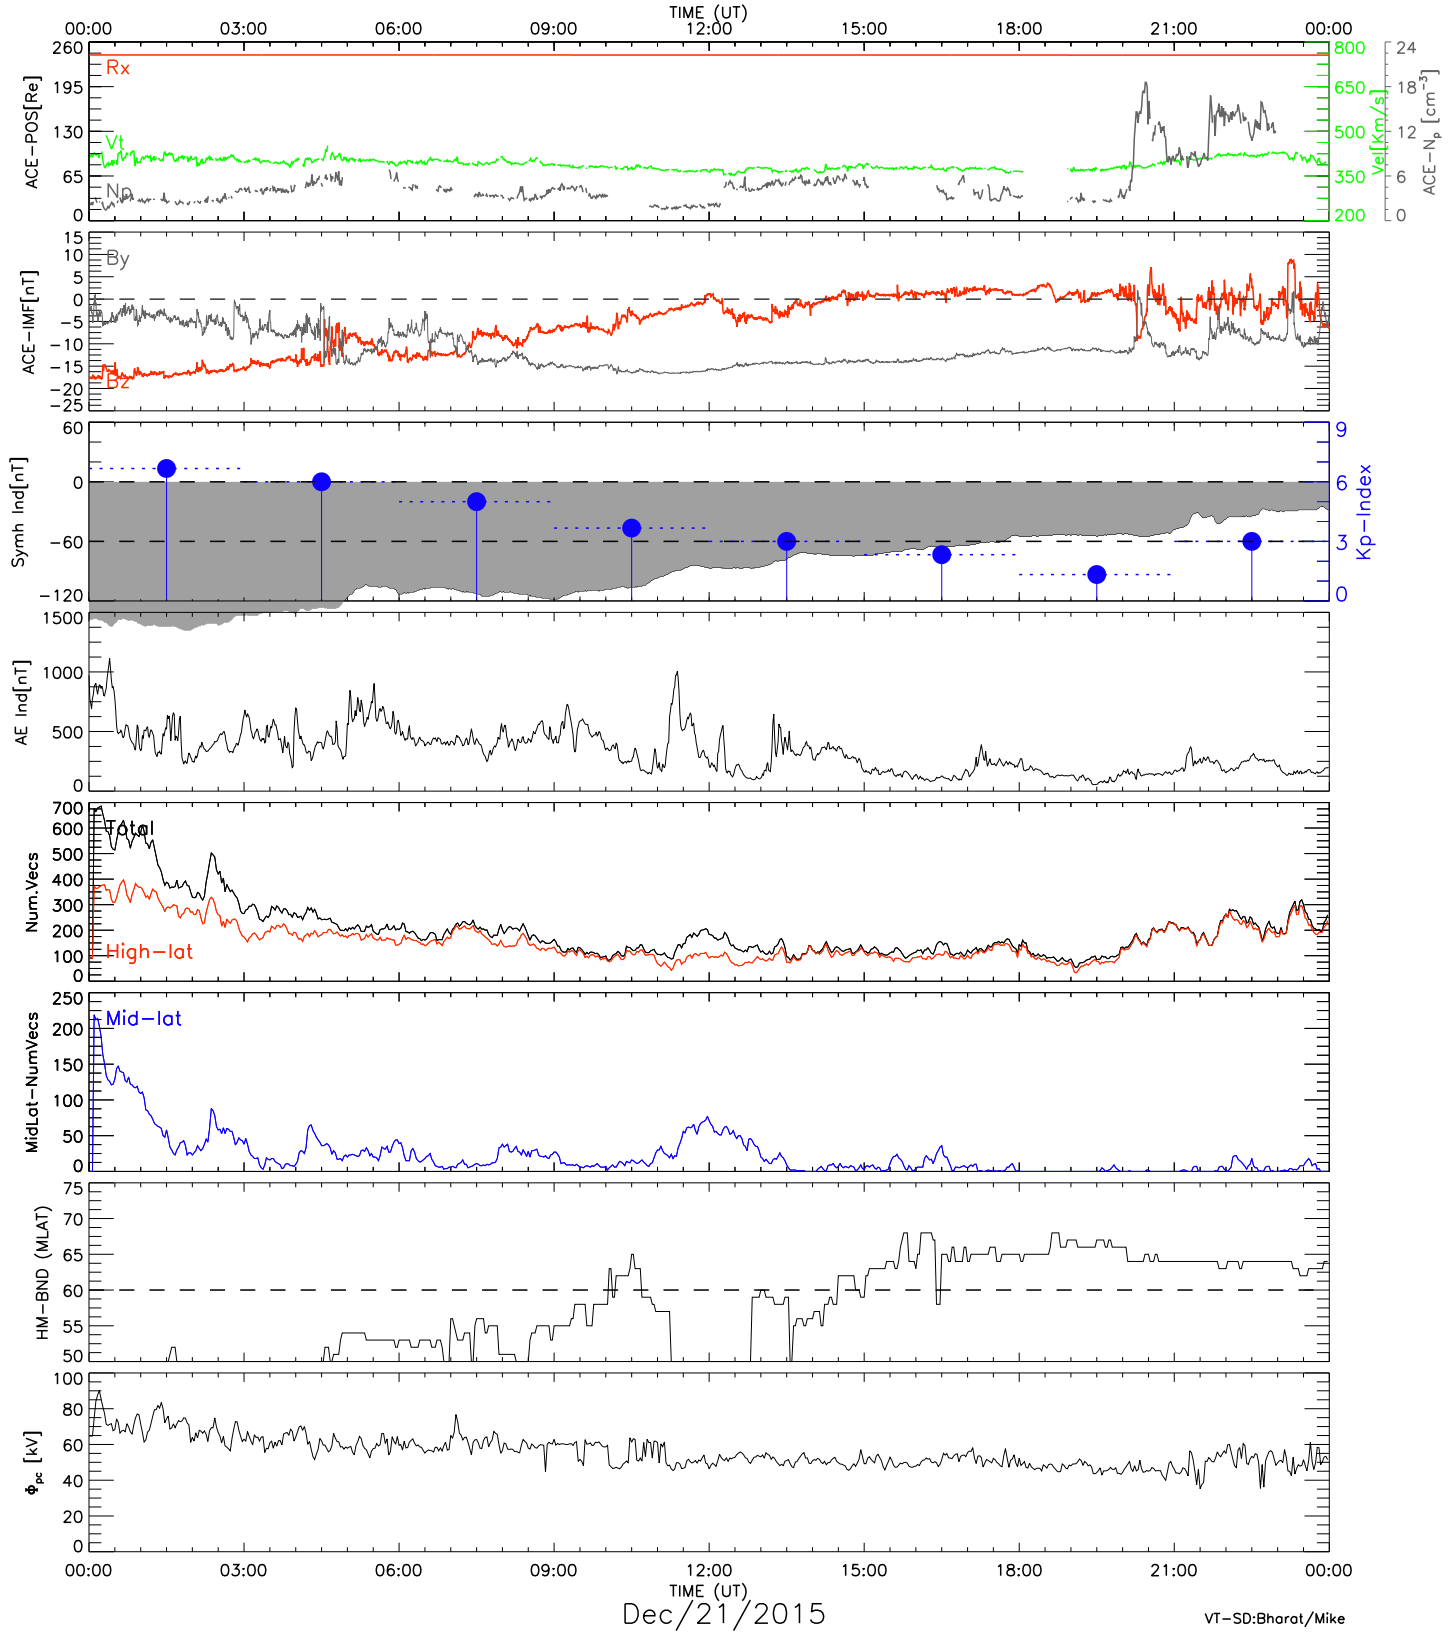 TIME (UT)
00:00 03:00 06:00 09:00 12:00 15:00 18:00 21:00 00:00
260 195 130 65 0
ACE-POS[Re]
Rx
Vt
Np
800 650 500 350 200
Vel[Km/s]
24 18 12 6 0
ACE-Np [cm-3]
15 10 5 0 -5 -10 -15 -20 -25
ACE-IMF[nT]
By
Bz
60 0 -60 -120
Symh Ind[nT]
9 6 3 0
Kp-Index
1500 1000 500 0
AE Ind[nT]
700 600 500 400 300 200 100 0
Num.Vecs
Total
High-lat
250 200 150 100 50 0
MidLat-NumVecs
Mid-lat
75 70 65 60 55 50
HM-BND (MLAT)
100 80 60 40 20 0
Φpc [kV]
00:00 03:00 06:00 09:00 12:00 15:00 18:00 21:00 00:00
TIME (UT)
Dec/21/2015
VT-SD:Bharat/Mike